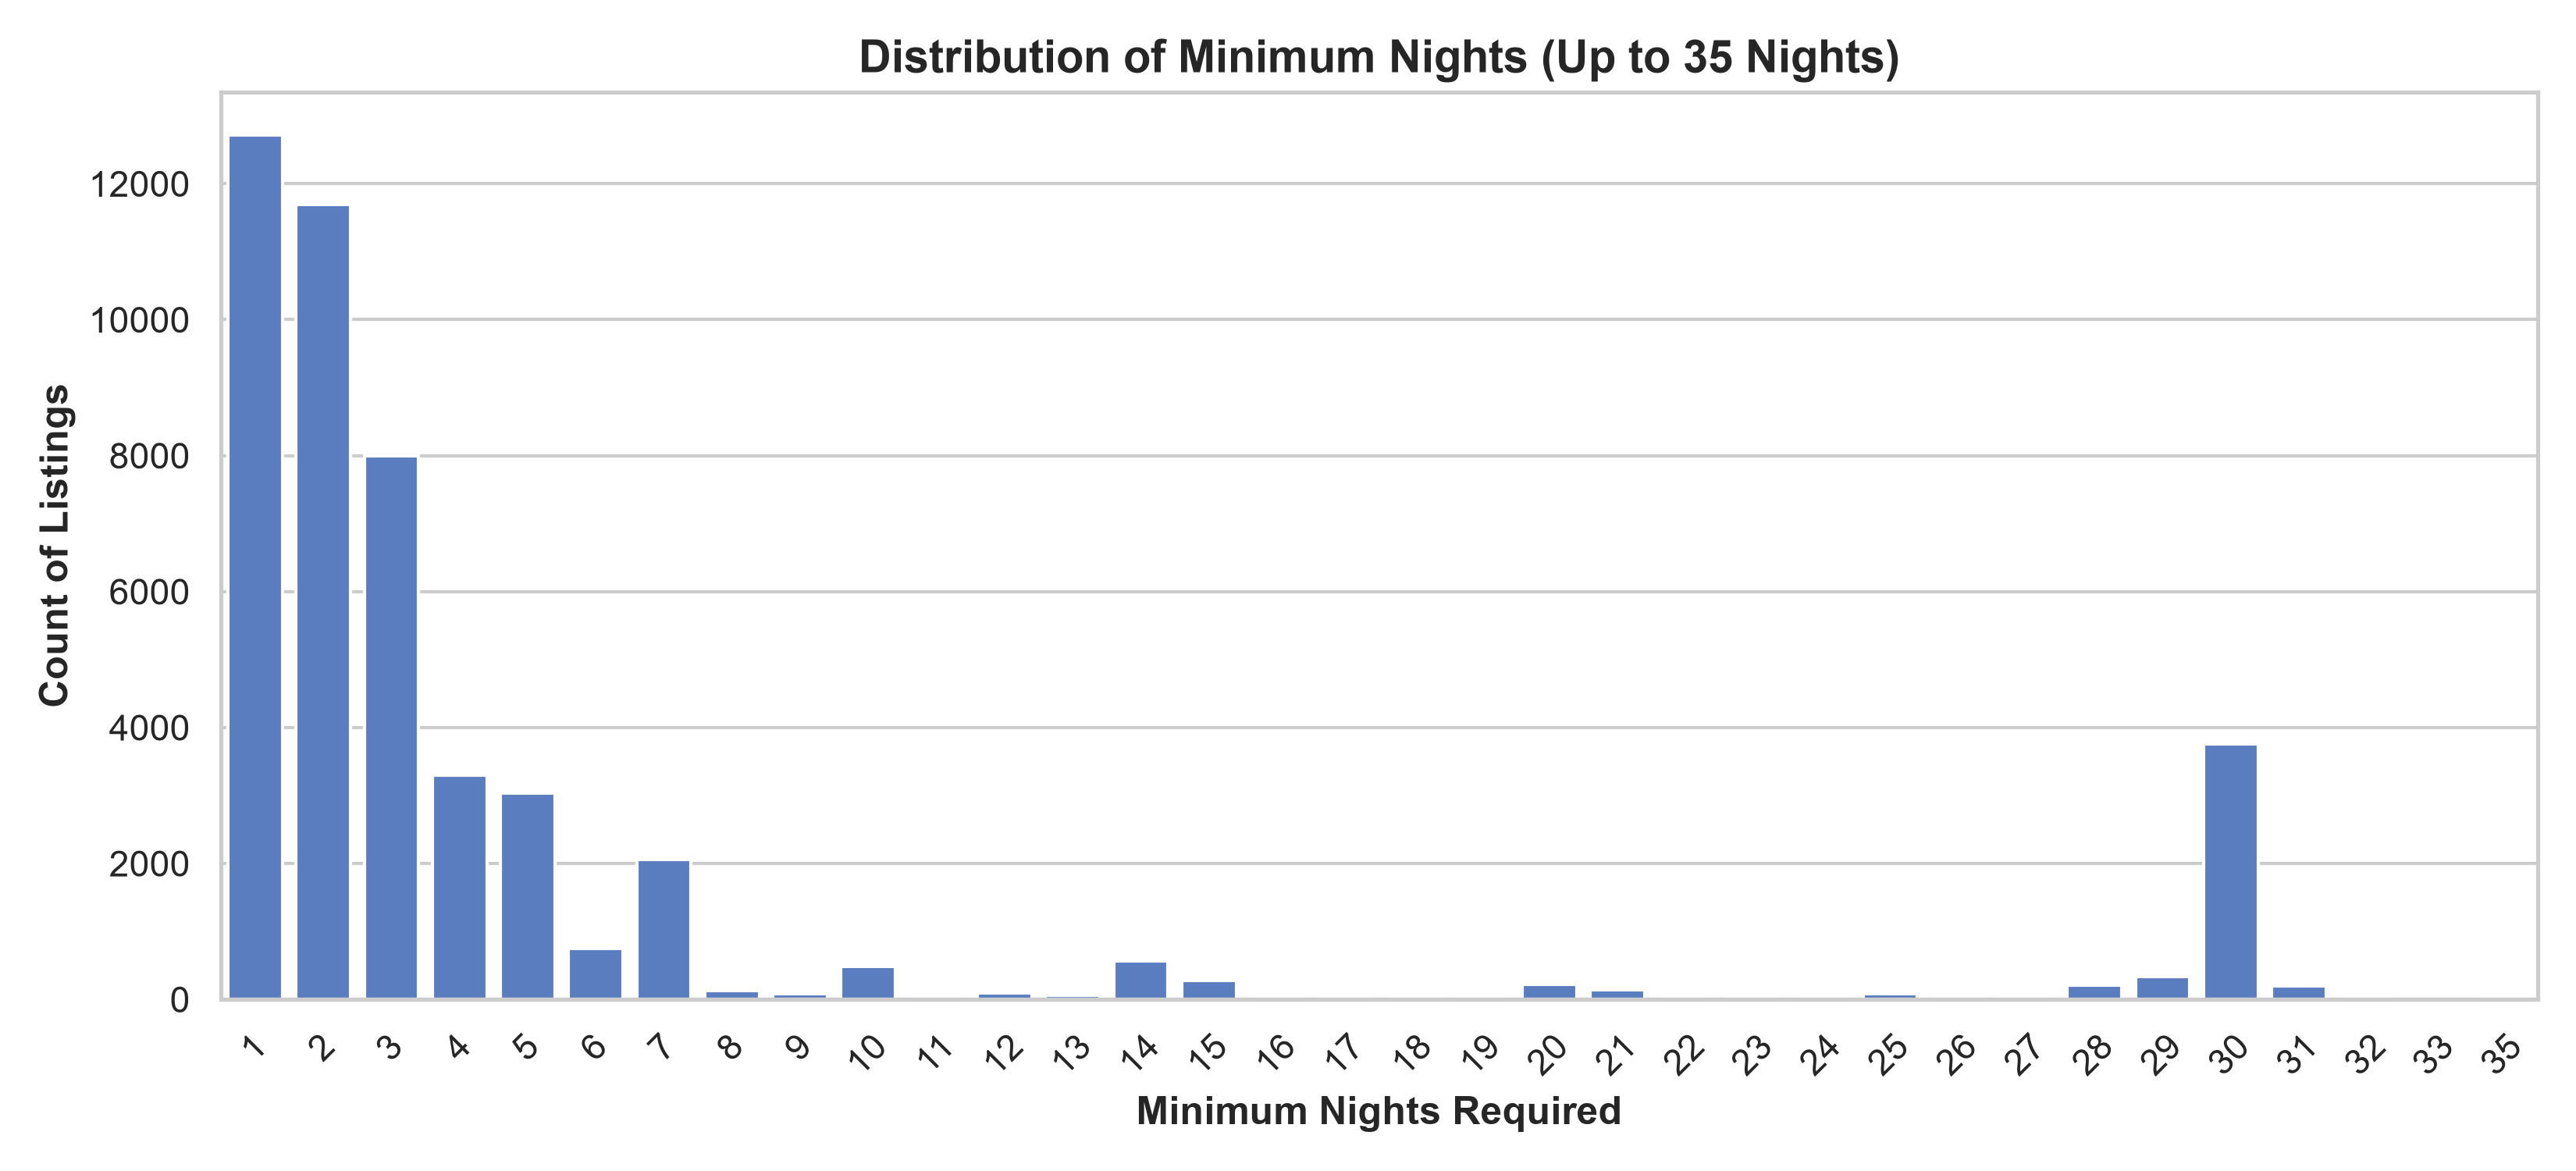 Distribution of Minimum Nights (Up to 35 Nights)
Count of Listings
12000
10000
8000
6000
4000
2000
0
1 2 3 4 5 6 7 8 9 10 11 12 13 14 15 16 17 18 19 20 21 22 23 24 25 26 27 28 29 30 31 32 33 35
Minimum Nights Required